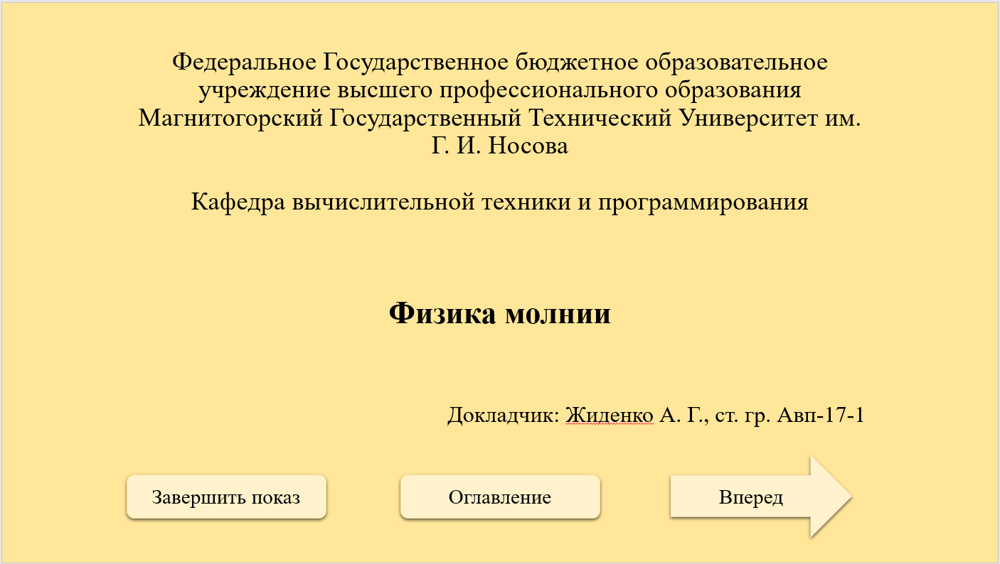 Федеральное Государственное бюджетное образовательное
учреждение высшего профессионального образования
Магнитогорский Государственный Технический Университет им.
Г. И. Носова
Кафедра вычислительной техники и программирования
Физика молнии
Докладчик: Жиденко А. Г., ст. гр. Авп-17-1
Завершить показ
Оглавление
Вперед